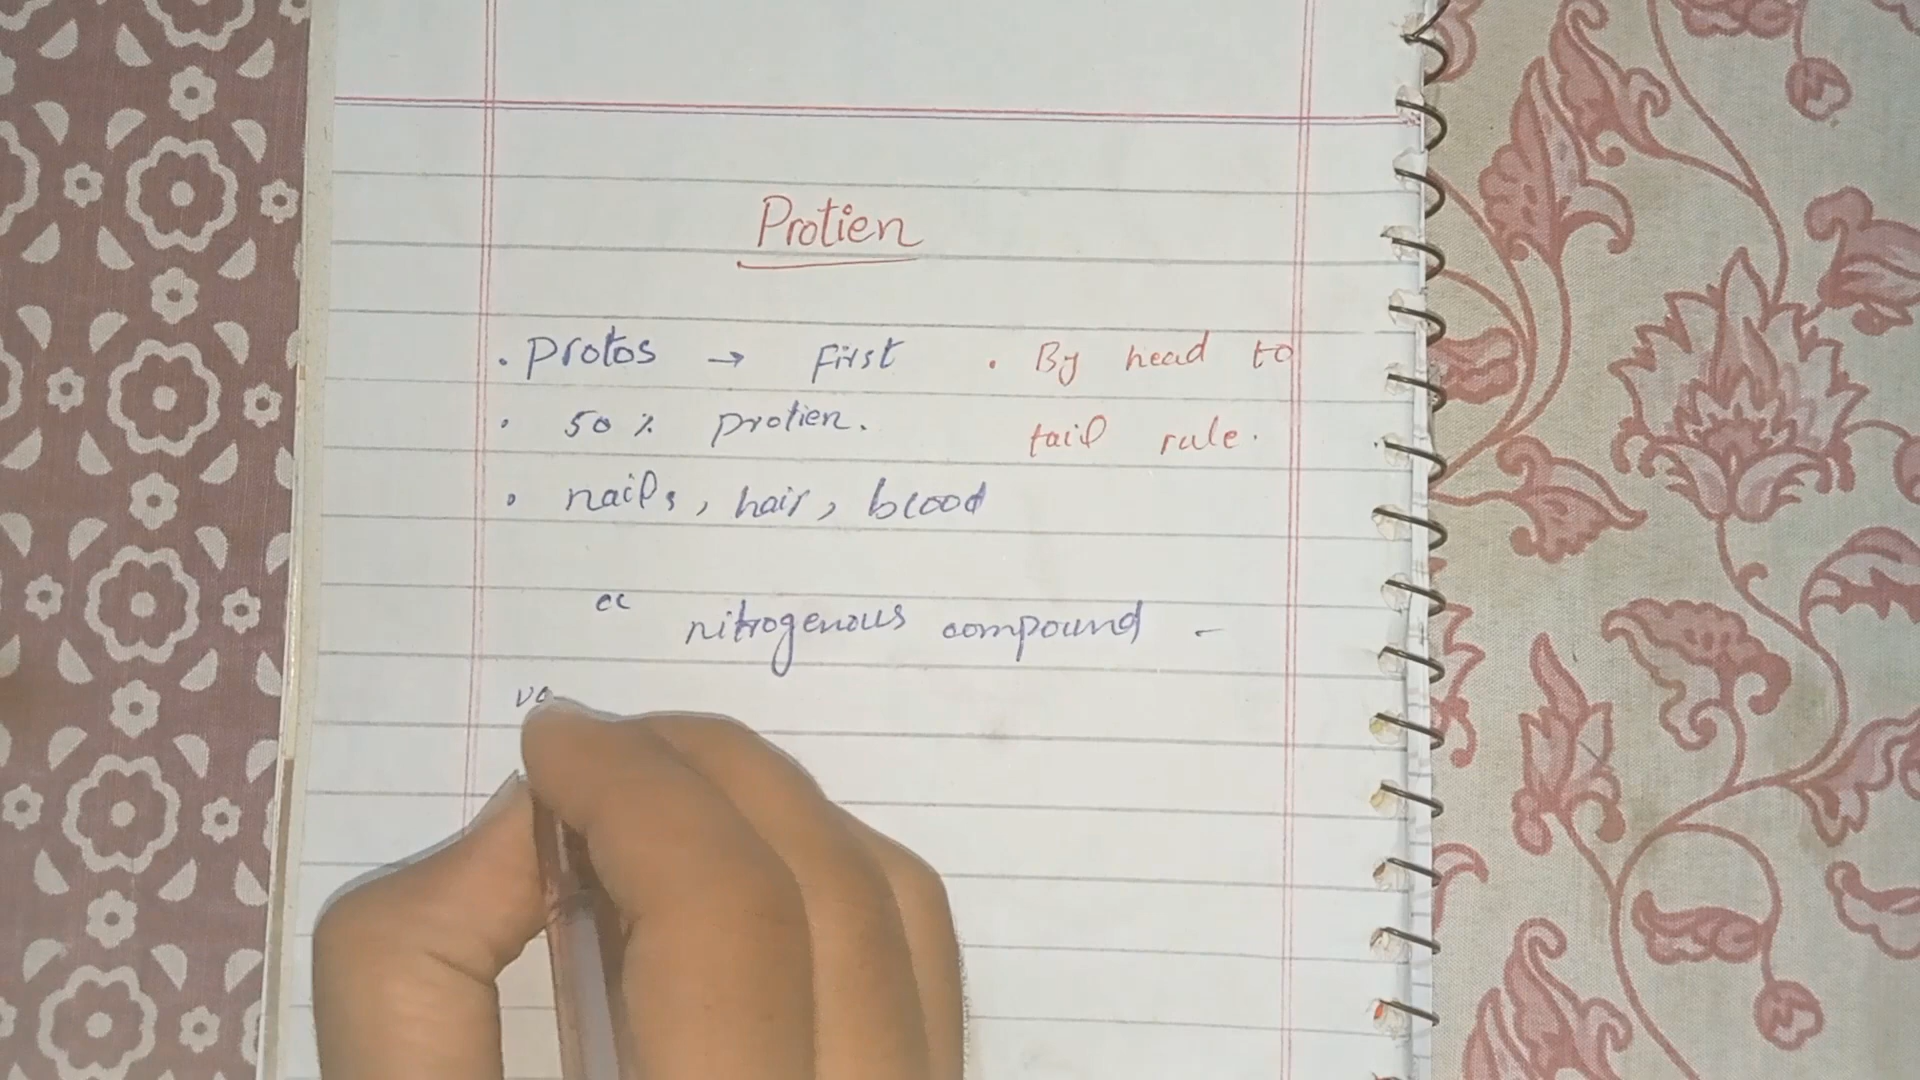 Protien
• Protos → First • By head to
• 50 % protien. tail rule.
• nails, hair, blood
“ nitrogenous compound -